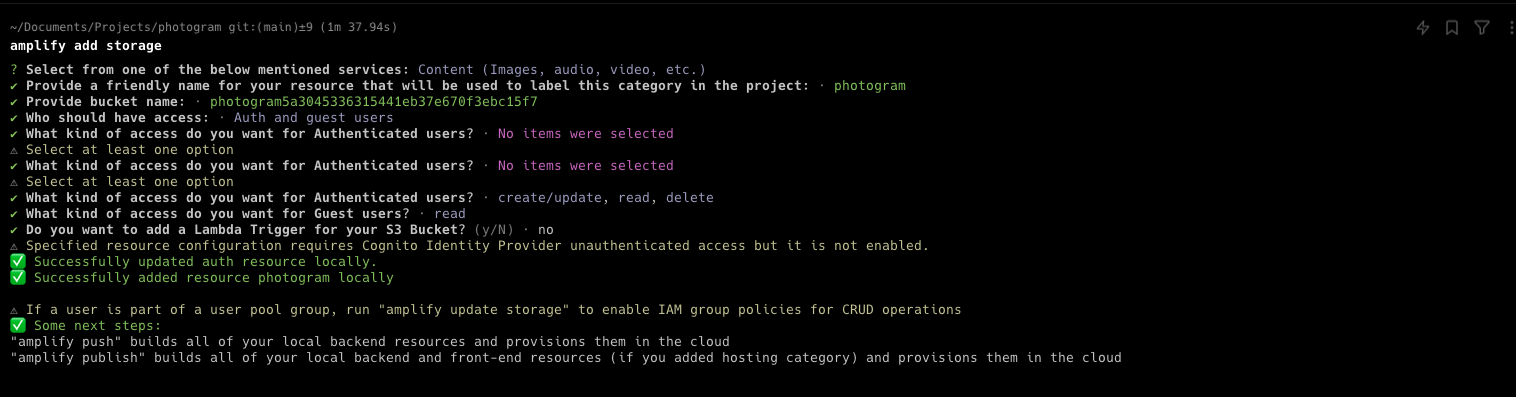 ~/Documents/Projects/photogram git:(main)±9 (1m 37.94s)
amplify add storage
? Select from one of the below mentioned services: Content (Images, audio, video, etc.)
✔ Provide a friendly name for your resource that will be used to label this category in the project: · photogram
✔ Provide bucket name: · photogram5a3045336315441eb37e670f3ebc15f7
✔ Who should have access: · Auth and guest users
✔ What kind of access do you want for Authenticated users? · No items were selected
⚠ Select at least one option
✔ What kind of access do you want for Authenticated users? · No items were selected
⚠ Select at least one option
✔ What kind of access do you want for Authenticated users? · create/update, read, delete
✔ What kind of access do you want for Guest users? · read
✔ Do you want to add a Lambda Trigger for your S3 Bucket? (y/N) · no
⚠ Specified resource configuration requires Cognito Identity Provider unauthenticated access but it is not enabled.
✅ Successfully updated auth resource locally.
✅ Successfully added resource photogram locally
⚠ If a user is part of a user pool group, run "amplify update storage" to enable IAM group policies for CRUD operations
✅ Some next steps:
"amplify push" builds all of your local backend resources and provisions them in the cloud
"amplify publish" builds all of your local backend and front-end resources (if you added hosting category) and provisions them in the cloud